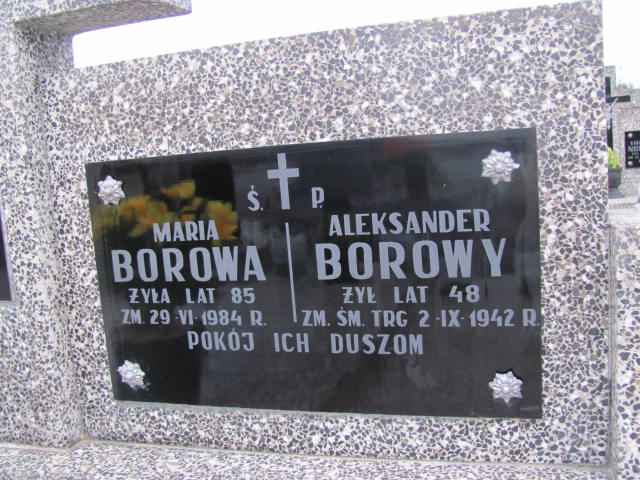 Ś. P.
MARIA
BOROWA
ŻYŁA LAT 85
ZM. 29-VI-1984 R.
ALEKSANDER
BOROWY
ŻYŁ LAT 48
ZM. ŚM. TRG 2-IX-1942 R.
POKÓJ ICH DUSZOM